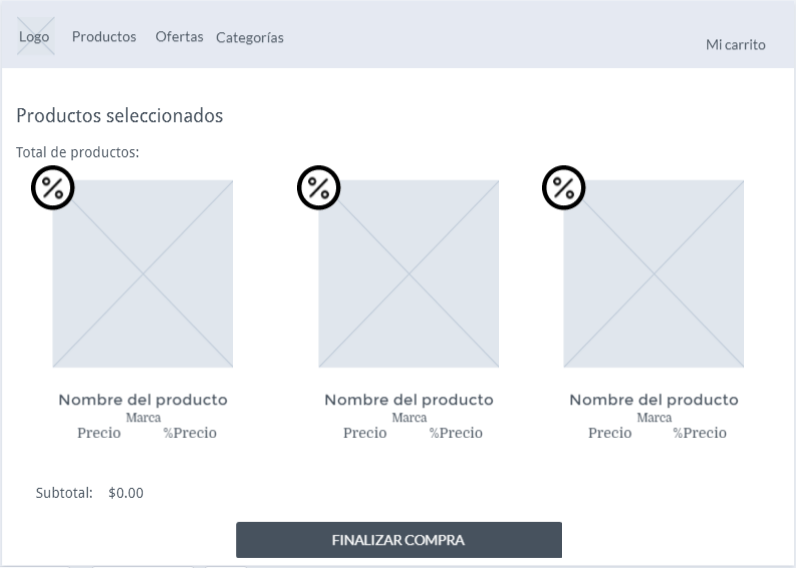 Logo Productos Ofertas Categorías
Mi carrito
Productos seleccionados
Total de productos:
% % %
Nombre del producto Nombre del producto Nombre del producto
Marca Marca Marca
Precio %Precio Precio %Precio Precio %Precio
Subtotal: $0.00
FINALIZAR COMPRA